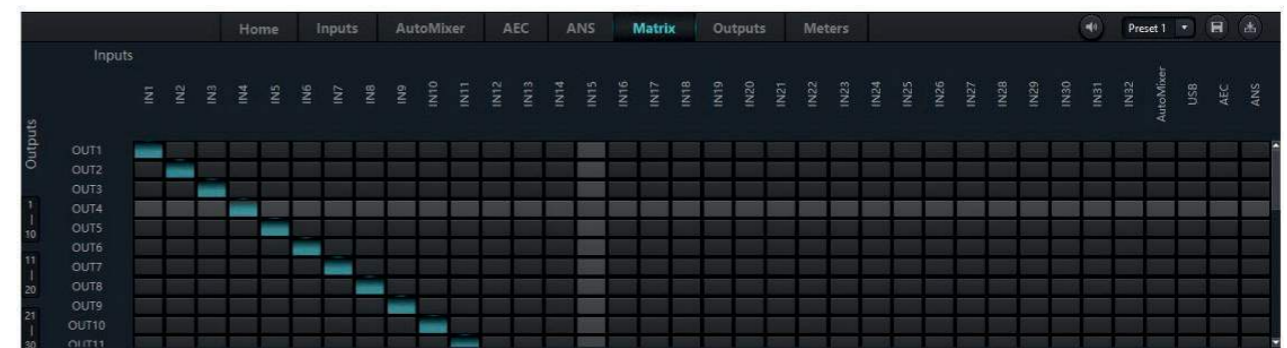 Home Inputs AutoMixer AEC ANS Matrix Outputs Meters Preset 1
Inputs
IN1 IN2 IN3 IN4 IN5 IN6 IN7 IN8 IN9 IN10 IN11 IN12 IN13 IN14 IN15 IN16 IN17 IN18 IN19 IN20 IN21 IN22 IN23 IN24 IN25 IN26 IN27 IN28 IN29 IN30 IN31 IN32 AutoMixer USB AEC ANS
Outputs
OUT1
OUT2
OUT3
OUT4
OUT5
OUT6
OUT7
OUT8
OUT9
OUT10
OUT11
1
|
10
11
|
20
21
|
30